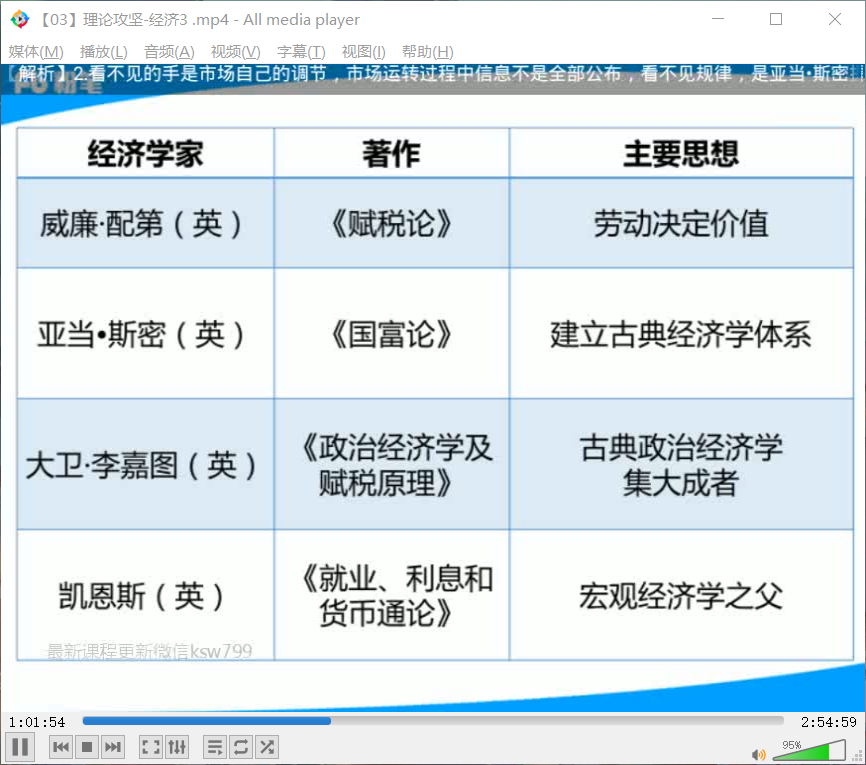 【03】理论攻坚-经济3 .mp4 - All media player
媒体(M) 播放(L) 音频(A) 视频(V) 字幕(T) 视图(I) 帮助(H)
【解析】2.看不见的手是市场自己的调节，市场运转过程中信息不是全部公布，看不见规律，是亚当·斯密
粉笔
经济学家 著作 主要思想
威廉·配第（英） 《赋税论》 劳动决定价值
亚当•斯密（英） 《国富论》 建立古典经济学体系
大卫·李嘉图（英） 《政治经济学及
赋税原理》 古典政治经济学
集大成者
凯恩斯（英） 《就业、利息和
货币通论》 宏观经济学之父
最新课程更新微信ksw799
1:01:54 2:54:59
95%